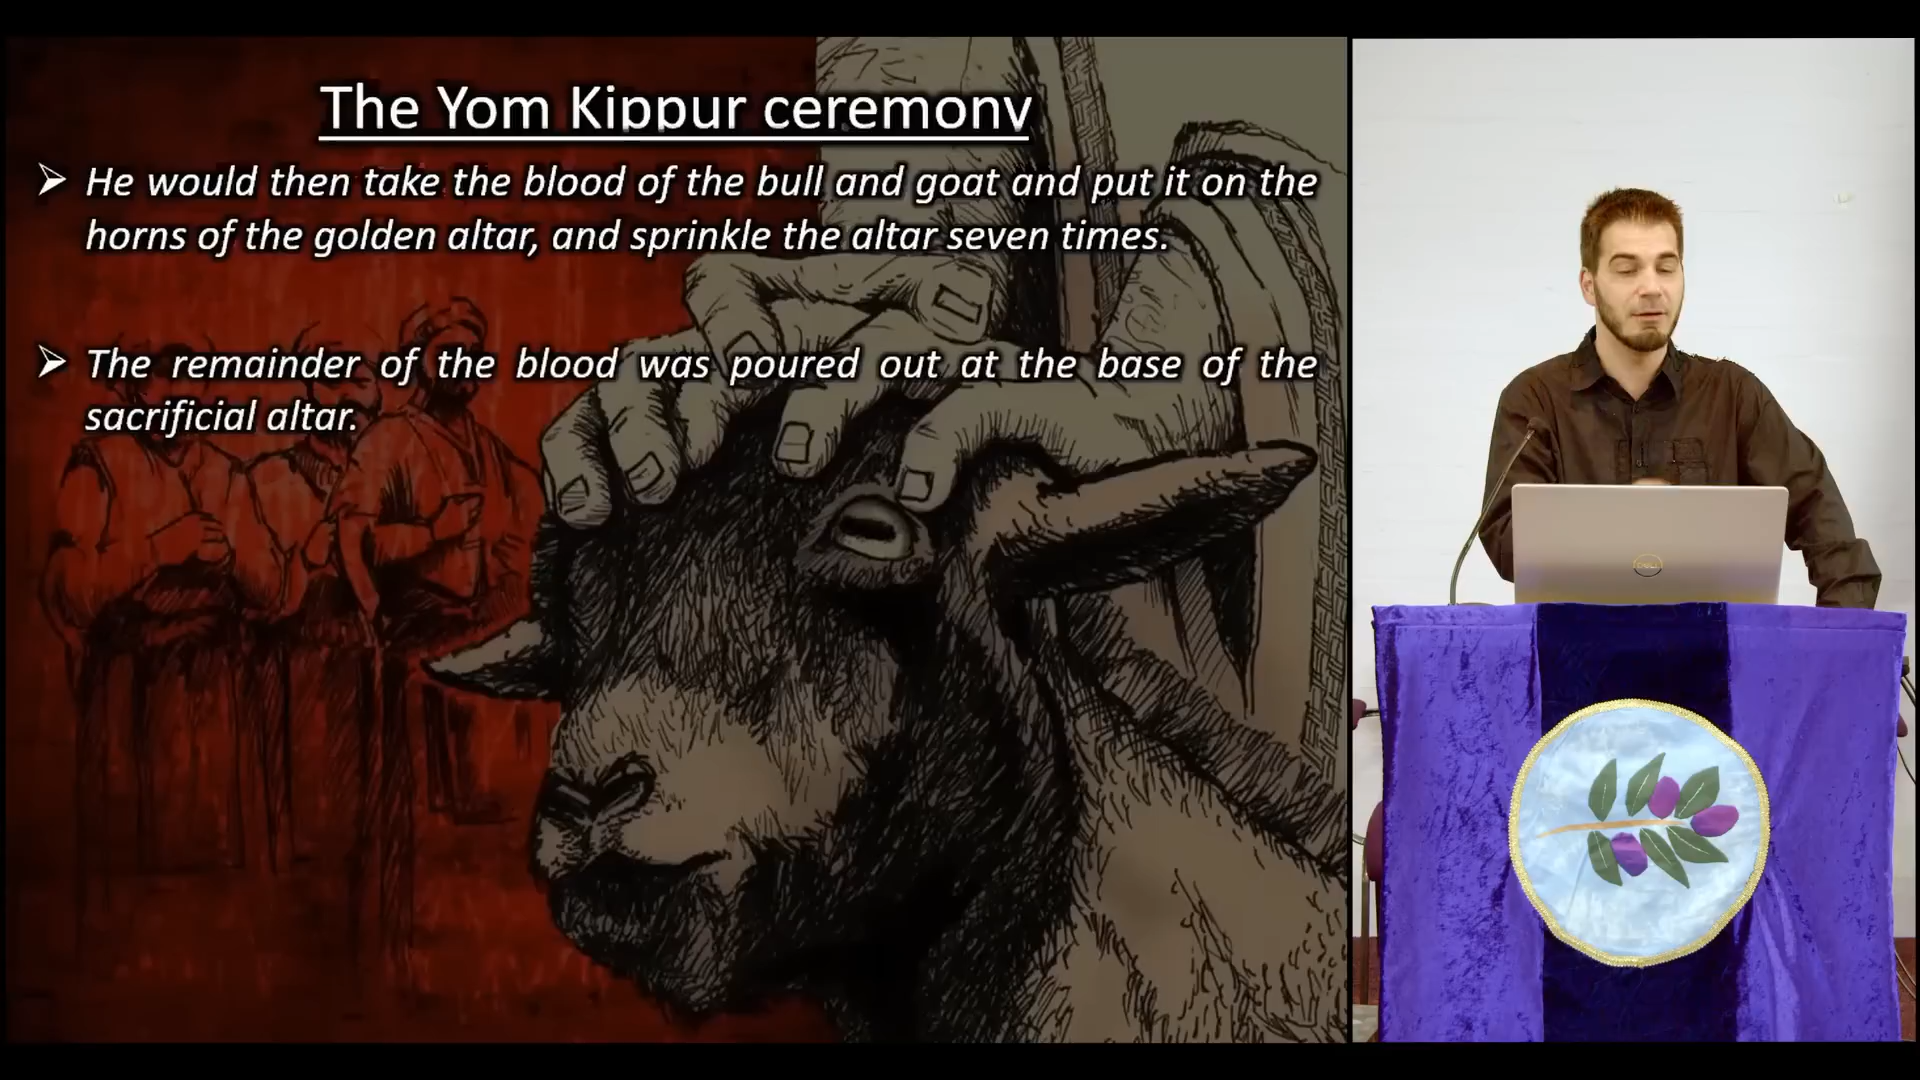 The Yom Kippur ceremony
➢ He would then take the blood of the bull and goat and put it on the
horns of the golden altar, and sprinkle the altar seven times.
➢ The remainder of the blood was poured out at the base of the
sacrificial altar.
DELL